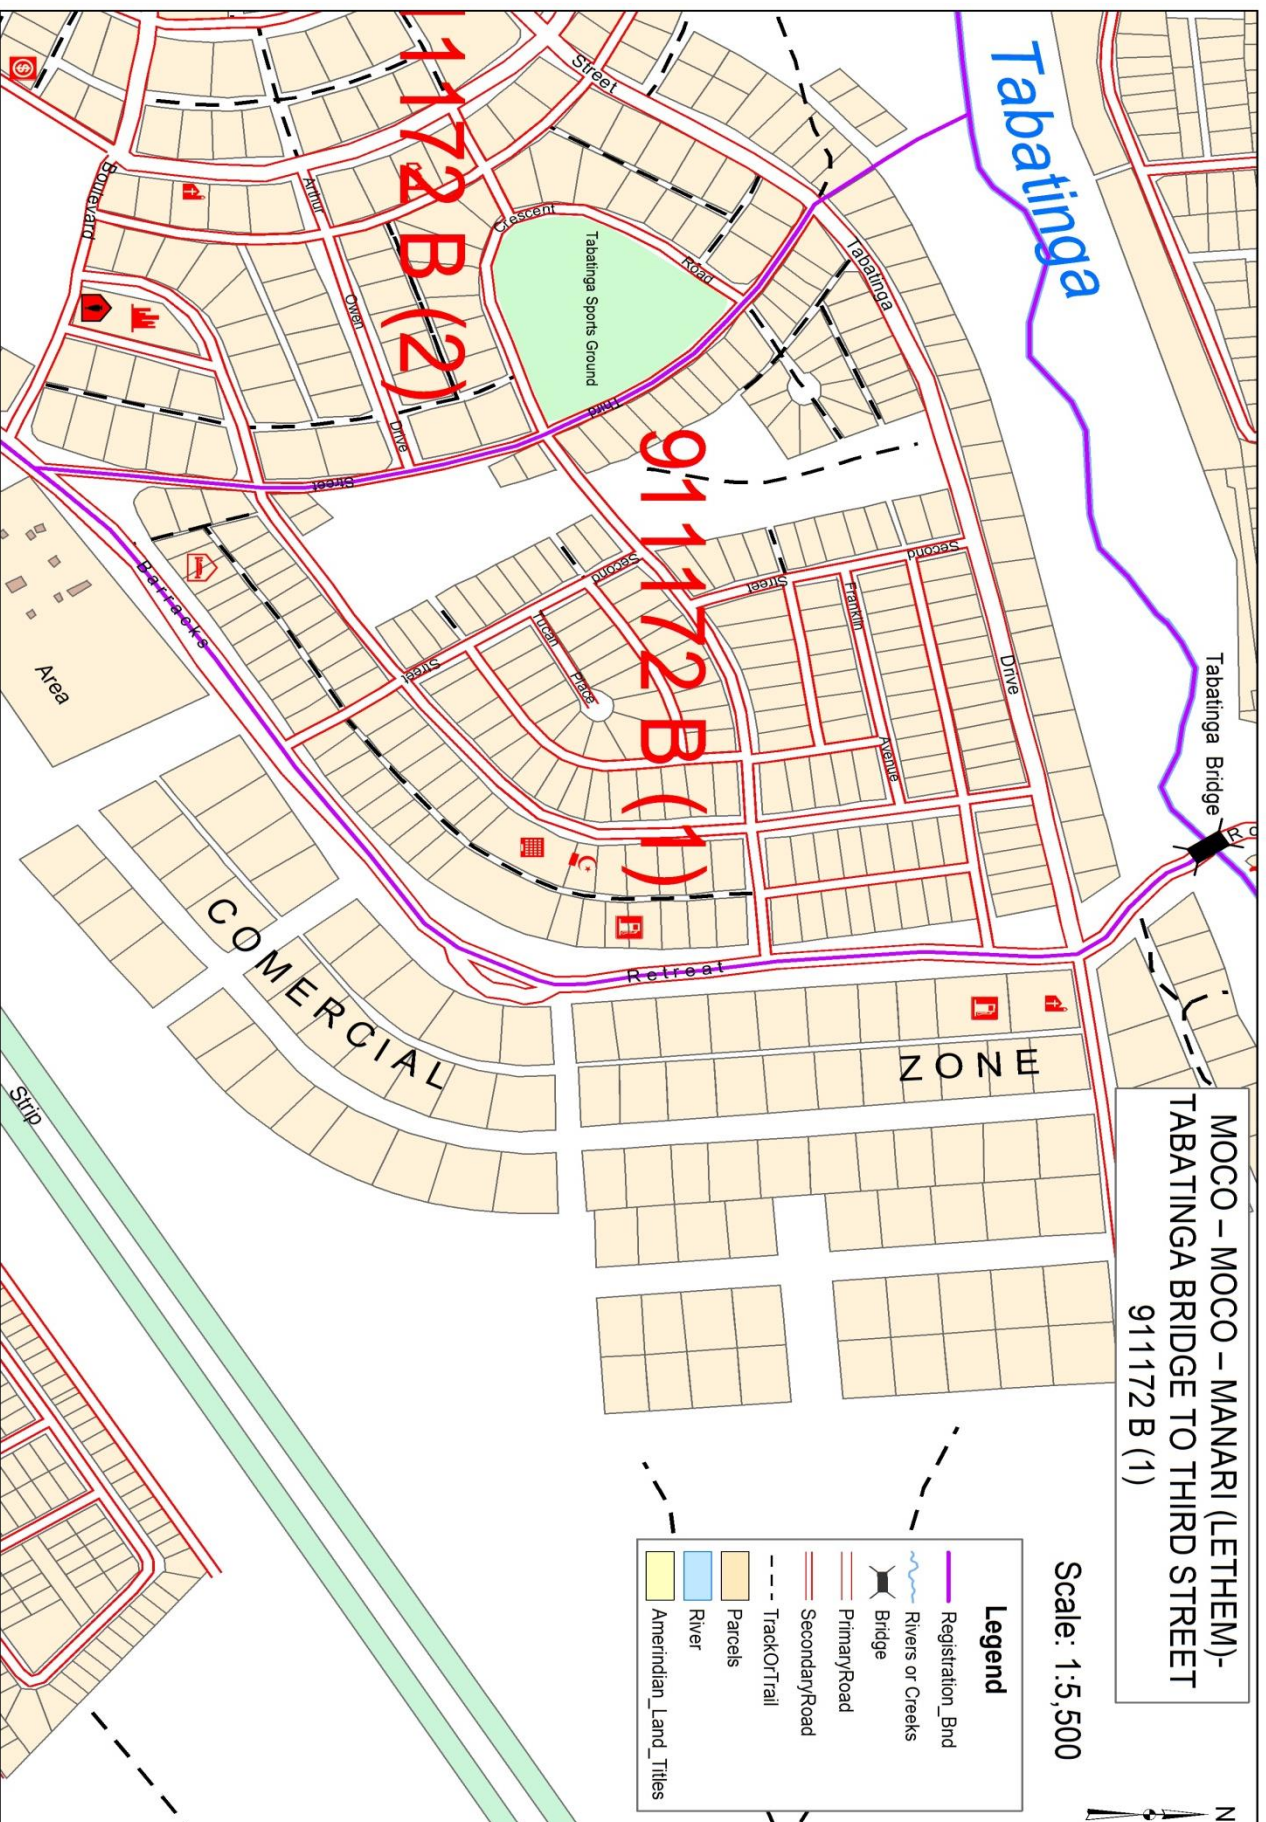 MOCO – MOCO – MANARI (LETHEM)-
TABATINGA BRIDGE TO THIRD STREET
911172 B (1)
Scale: 1:5,500
N
Legend
Registration_Bnd
Rivers or Creeks
Bridge
PrimaryRoad
SecondaryRoad
TrackOrTrail
Parcels
River
Amerindian_Land_Titles
Tabatinga
Tabatinga Bridge
Ro
Tabatinga
Drive
Street
Road
Crescent
Tabatinga Sports Ground
Third
Street
Second
Street
Franklin
Avenue
Second
Street
Tucan
Place
911172 B (1)
1172 B (2)
Arthur
Owen
Drive
Boulevard
Barracks
Retreat
Area
COMERCIAL
ZONE
Strip